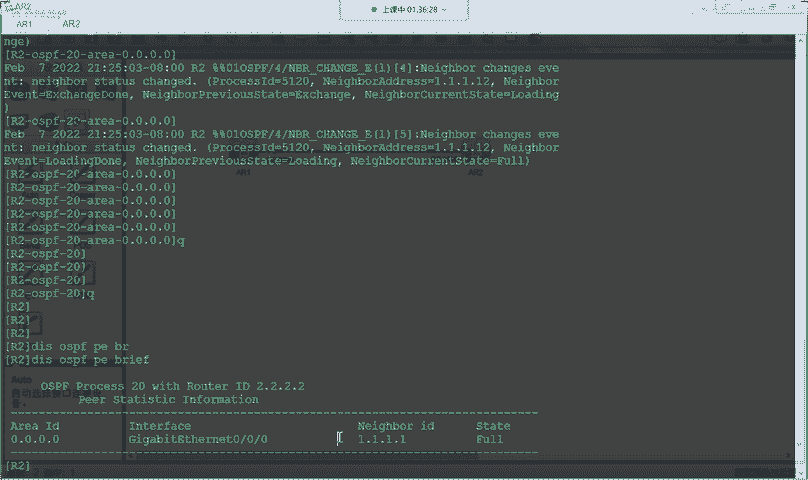 AR2
上课中 01:36:28
AR1 AR2
nge)
[R2-ospf-20-area-0.0.0.0]
Feb  7 2022 21:25:03-08:00 R2 %%01OSPF/4/NBR_CHANGE_E(l)[4]:Neighbor changes eve
nt: neighbor status changed. (ProcessId=5120, NeighborAddress=1.1.1.12, Neighbor
Event=ExchangeDone, NeighborPreviousState=Exchange, NeighborCurrentState=Loading
)
[R2-ospf-20-area-0.0.0.0]
Feb  7 2022 21:25:03-08:00 R2 %%01OSPF/4/NBR_CHANGE_E(l)[5]:Neighbor changes eve
nt: neighbor status changed. (ProcessId=5120, NeighborAddress=1.1.1.12, Neighbor
Event=LoadingDone, NeighborPreviousState=Loading, NeighborCurrentState=Full)
[R2-ospf-20-area-0.0.0.0]
[R2-ospf-20-area-0.0.0.0]
[R2-ospf-20-area-0.0.0.0]
[R2-ospf-20-area-0.0.0.0]
[R2-ospf-20-area-0.0.0.0]
[R2-ospf-20-area-0.0.0.0]q
[R2-ospf-20]
[R2-ospf-20]
[R2-ospf-20]
[R2-ospf-20]q
[R2]
[R2]
[R2]
[R2]dis ospf pe br
[R2]dis ospf pe brief
OSPF Process 20 with Router ID 2.2.2.2
Peer Statistic Information
Area Id Interface Neighbor id State
0.0.0.0 GigabitEthernet0/0/0 1.1.1.1 Full
[R2]
AR1
AR2
Auto